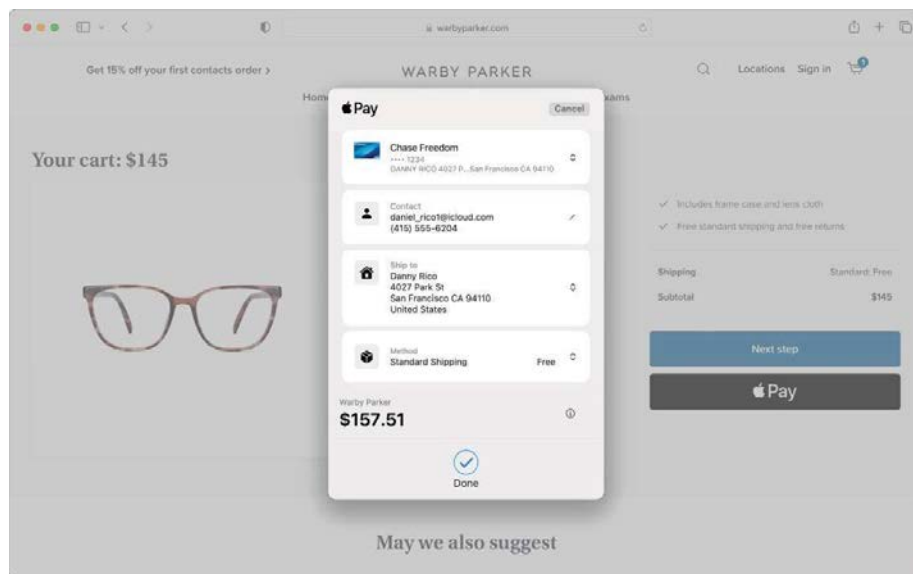 warbyparker.com
Get 15% off your first contacts order >
WARBY PARKER
Locations Sign in
1
Hom
xams
Your cart: $145
Pay
Cancel
Chase Freedom
•••• 1234
DANNY RICO 4027 P...San Francisco CA 94110
Contact
daniel_rico1@icloud.com
(415) 555-6204
Ship to
Danny Rico
4027 Park St
San Francisco CA 94110
United States
Method
Standard Shipping Free
Warby Parker
$157.51
Done
Includes frame case and lens cloth
Free standard shipping and free returns
Shipping Standard: Free
Subtotal $145
Next step
Pay
May we also suggest